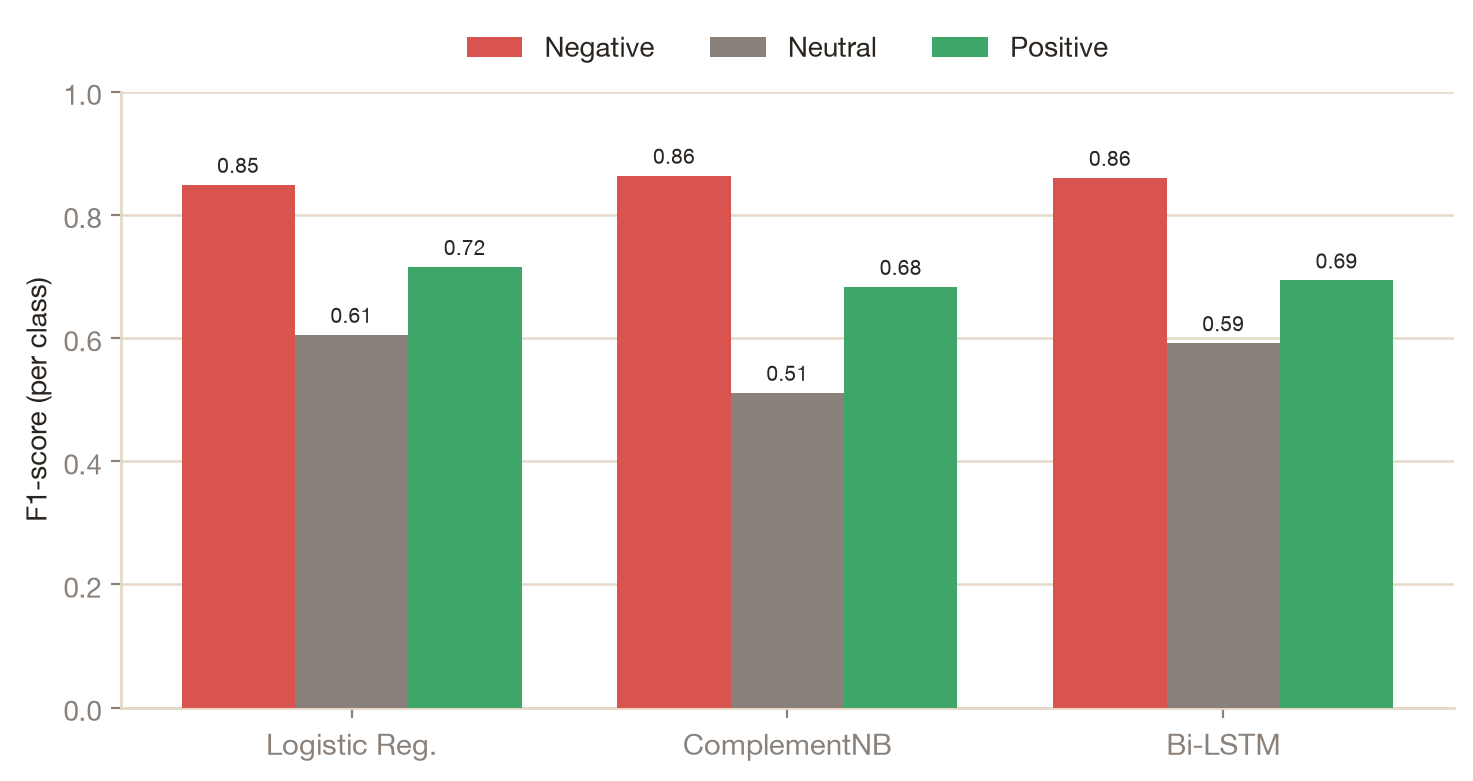 Negative Neutral Positive
1.0
0.8
0.6
0.4
0.2
0.0
F1-score (per class)
0.85 0.61 0.72
0.86 0.51 0.68
0.86 0.59 0.69
Logistic Reg. ComplementNB Bi-LSTM